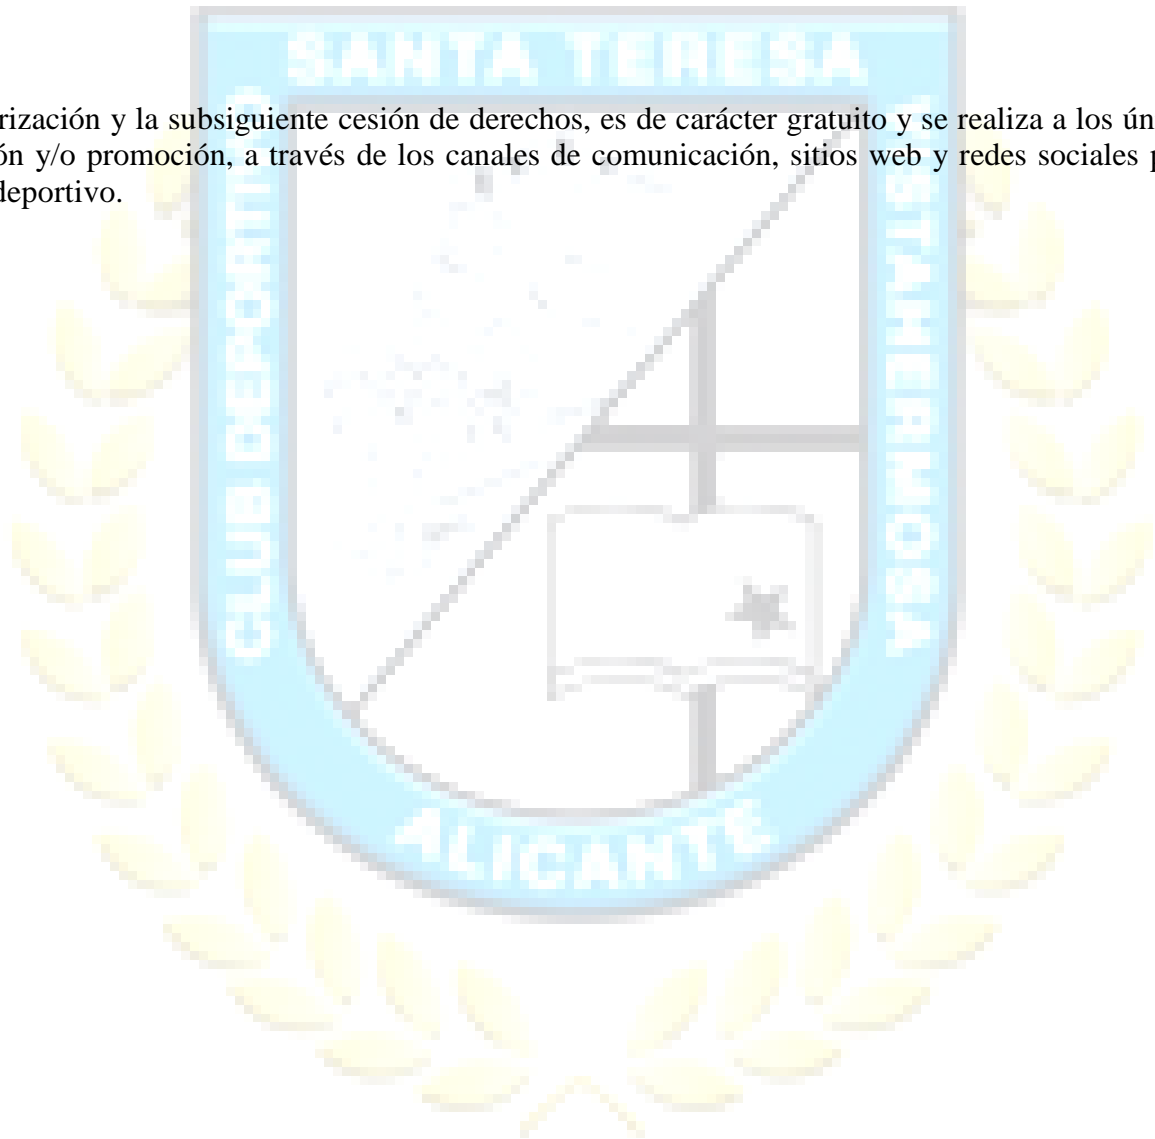 SANTA TERESA
rización y la subsiguiente cesión de derechos, es de carácter gratuito y se realiza a los ún
ón y/o promoción, a través de los canales de comunicación, sitios web y redes sociales p
deportivo.
CLUB DEPORTIVO
VISTAHERMOSA
ALICANTE